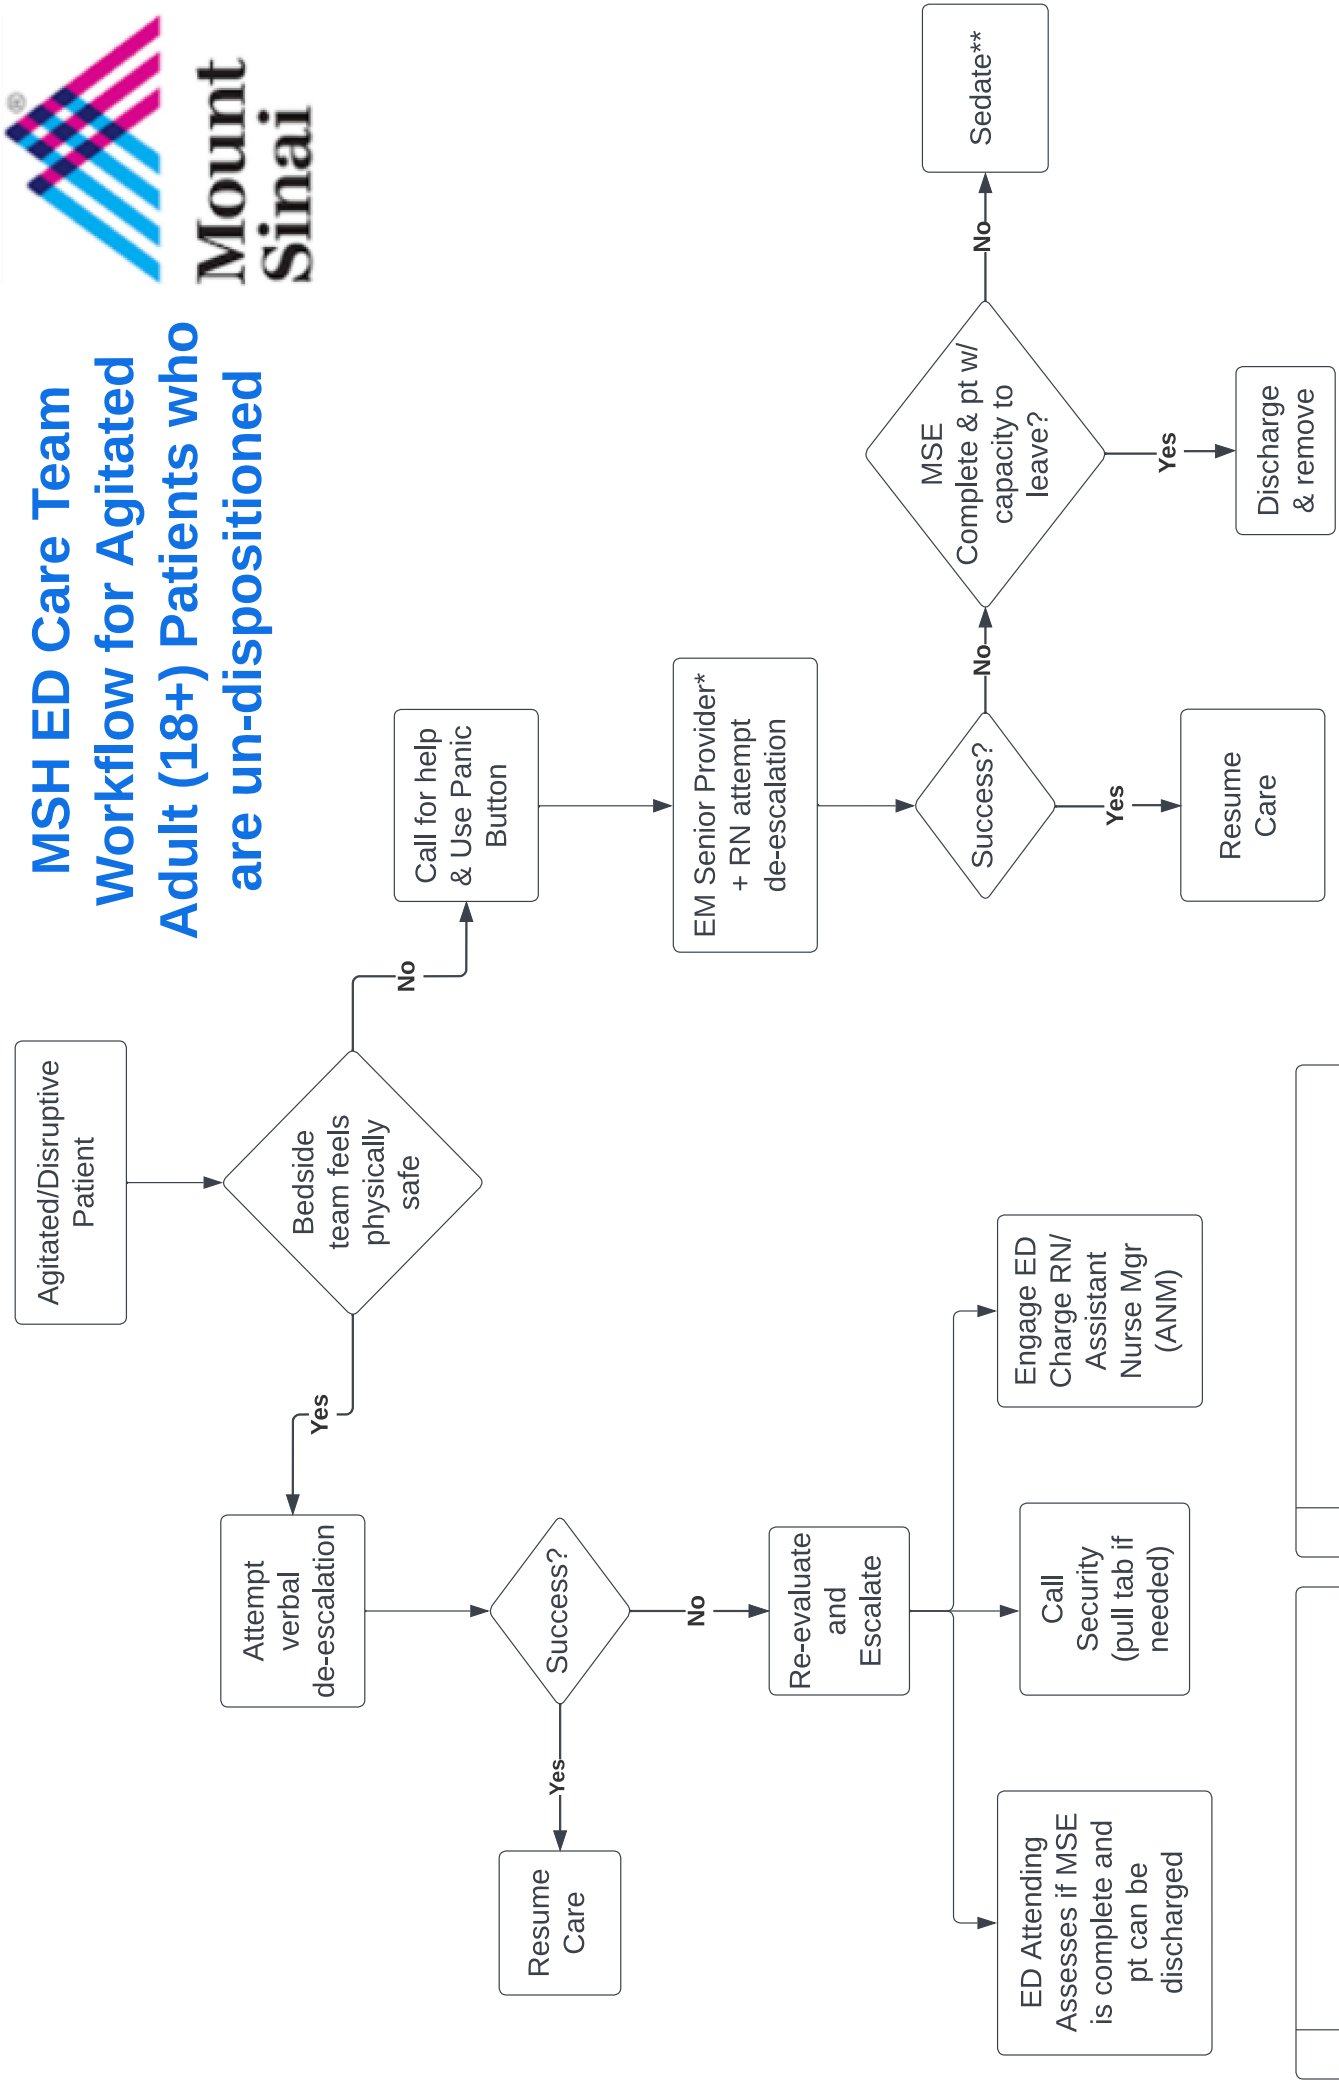 MSH ED Care Team
Workflow for Agitated
Adult (18+) Patients who
are un-dispositioned
®
Mount
Sinai
Agitated/Disruptive
Patient
Bedside
team feels
physically
safe
Yes
No
Attempt
verbal
de-escalation
Success?
Yes
Resume
Care
No
Re-evaluate
and
Escalate
ED Attending
Assesses if MSE
is complete and
pt can be
discharged
Call
Security
(pull tab if
needed)
Engage ED
Charge RN/
Assistant
Nurse Mgr
(ANM)
Call for help
& Use Panic
Button
EM Senior Provider*
+ RN attempt
de-escalation
Success?
Yes
Resume
Care
No
MSE
Complete & pt w/
capacity to
leave?
Yes
Discharge
& remove
No
Sedate**